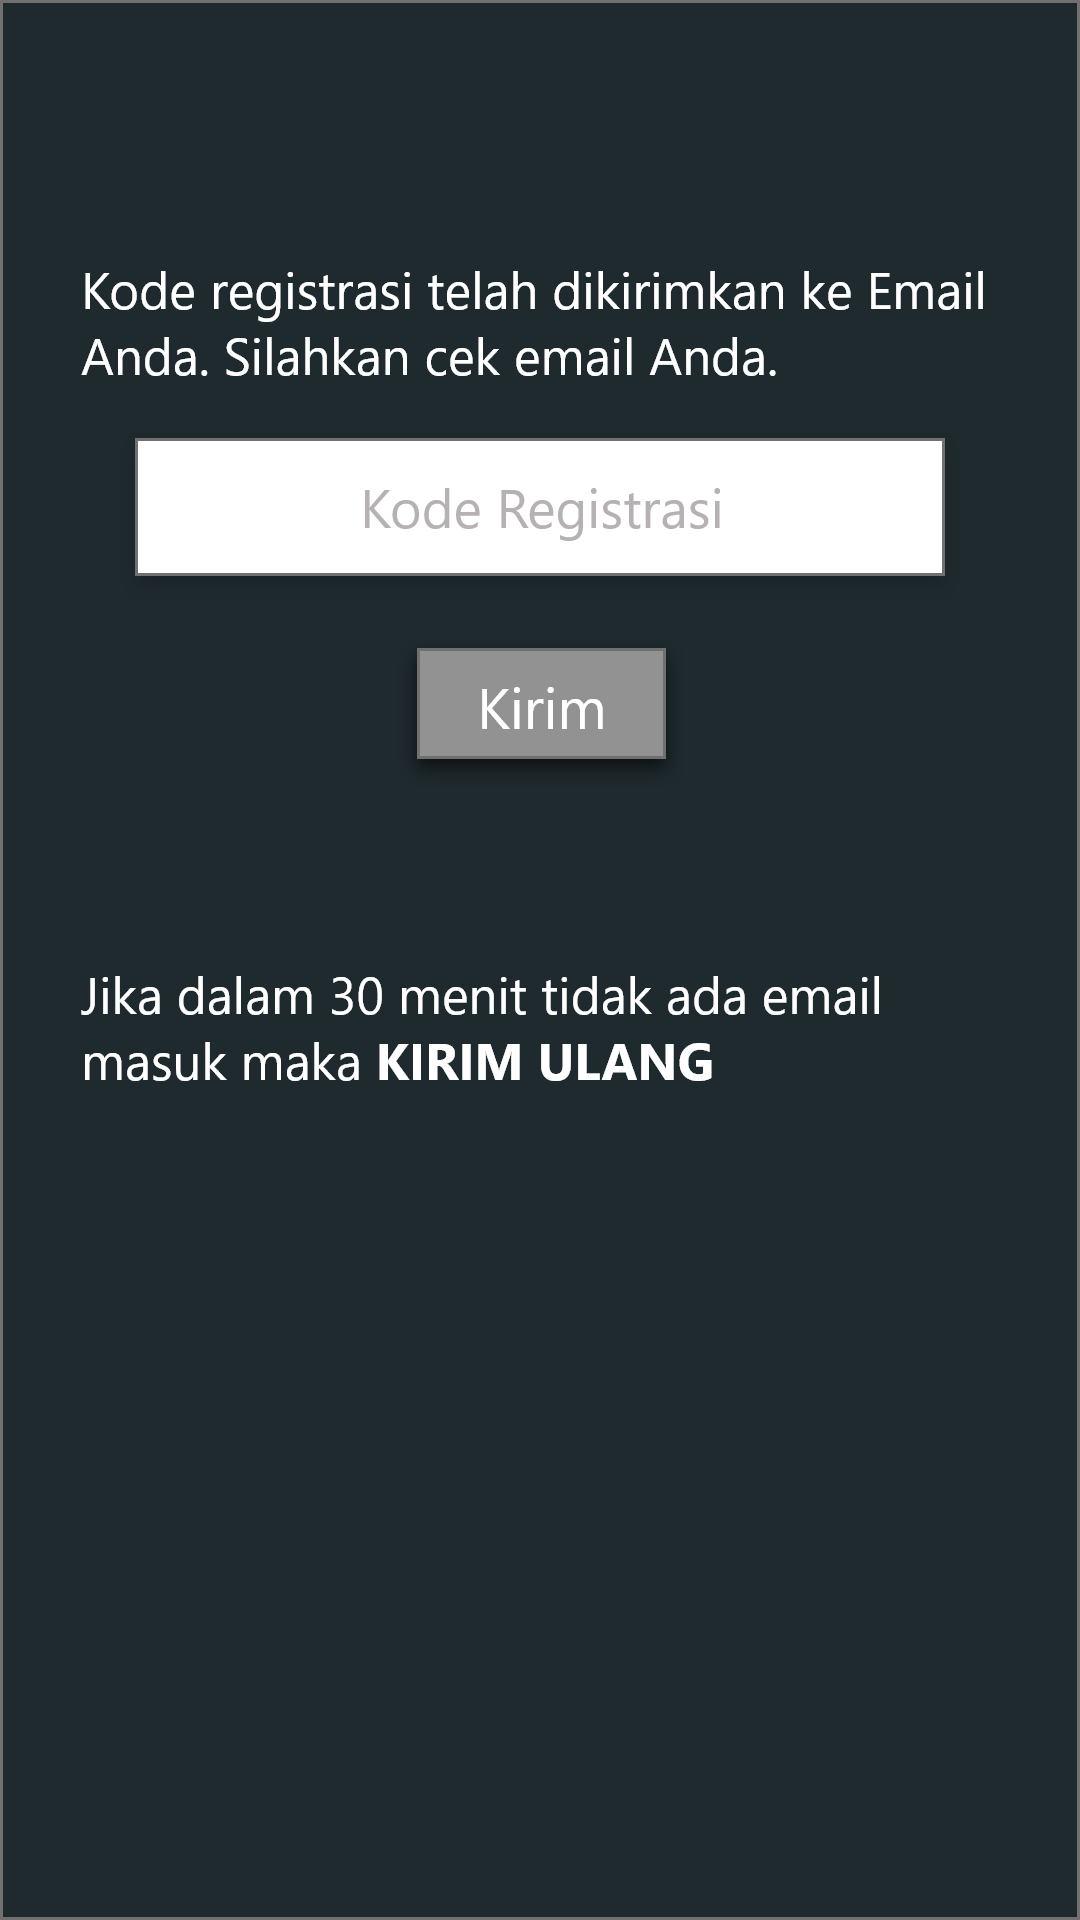 Kode registrasi telah dikirimkan ke Email
Anda. Silahkan cek email Anda.
Kode Registrasi
Kirim
Jika dalam 30 menit tidak ada email
masuk maka KIRIM ULANG